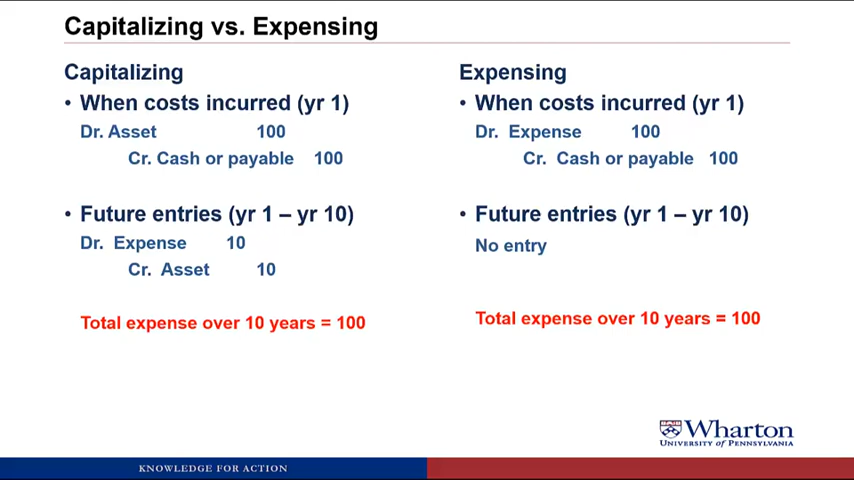 Capitalizing vs. Expensing
Capitalizing
• When costs incurred (yr 1)
Dr. Asset 100
Cr. Cash or payable 100
• Future entries (yr 1 – yr 10)
Dr. Expense 10
Cr. Asset 10
Total expense over 10 years = 100
Expensing
• When costs incurred (yr 1)
Dr. Expense 100
Cr. Cash or payable 100
• Future entries (yr 1 – yr 10)
No entry
Total expense over 10 years = 100
Wharton
UNIVERSITY of PENNSYLVANIA
KNOWLEDGE FOR ACTION